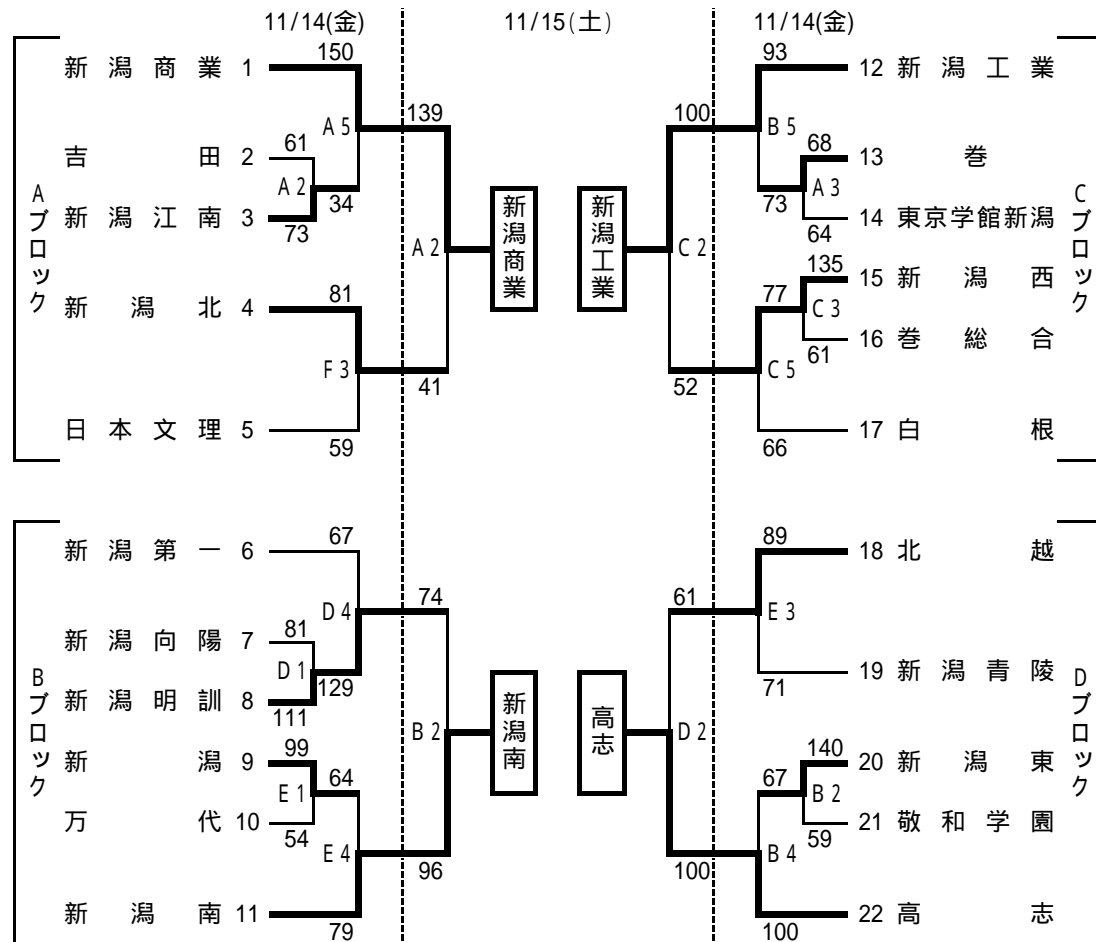 11/14(金) 11/15(土) 11/14(金)
Aブロック
150
新潟商業 1
139
A5
61
吉田 2
A2
34
新潟江南 3
73
A2
新潟商業
81
新潟北 4
F3
41
日本文理 5
59
Bブロック
67
新潟第一 6
74
D4
81
新潟向陽 7
D1
129
新潟明訓 8
111
B2
新潟南
99
新潟 9
64
E1
万代 10
54
E4
96
新潟南 11
79
Cブロック
93
12 新潟工業
100
B5
68
13 巻
A3
73
14 東京学館新潟
64
新潟工業
C2
135
15 新潟西
77
C3
16 巻総合
61
C5
52
17 白根
66
Dブロック
89
18 北越
61
E3
19 新潟青陵
71
高志
D2
140
20 新潟東
67
B2
21 敬和学園
59
B4
100
22 高志
100